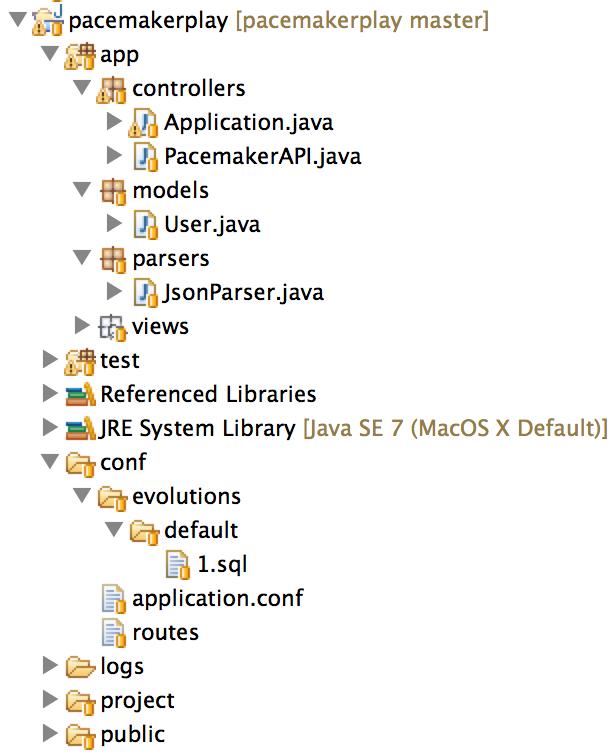 pacemakerplay [pacemakerplay master]
app
controllers
Application.java
PacemakerAPI.java
models
User.java
parsers
JsonParser.java
views
test
Referenced Libraries
JRE System Library [Java SE 7 (MacOS X Default)]
conf
evolutions
default
1.sql
application.conf
routes
logs
project
public